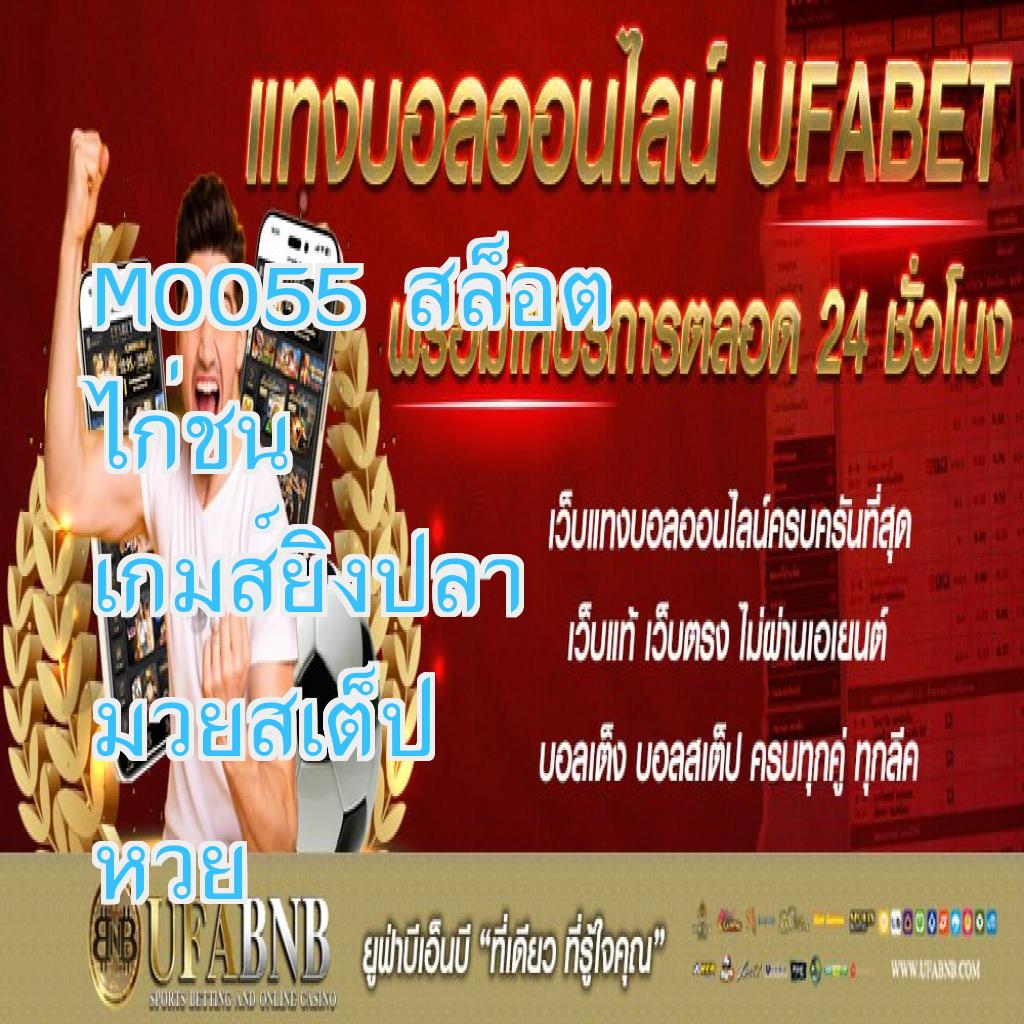 แทงบอลออนไลน์ UFABET
พร้อมให้บริการตลอด 24 ชั่วโมง
M0055 สล็อต
ไก่ชน
เกมส์ยิงปลา
มวยสเต็ป
หวย
เว็บแทงบอลออนไลน์ครบครันที่สุด
เว็บแท้ เว็บตรง ไม่ผ่านเอเยนต์
บอลเต็ง บอลสเต็ป ครบทุกคู่ ทุกลีค
BNB UFABNB
SPORTS BETTING AND ONLINE CASINO
ยูฟ่าบีเอ็นบี “ที่เดียว ที่รู้ใจคุณ”
WWW.UFABNB.COM